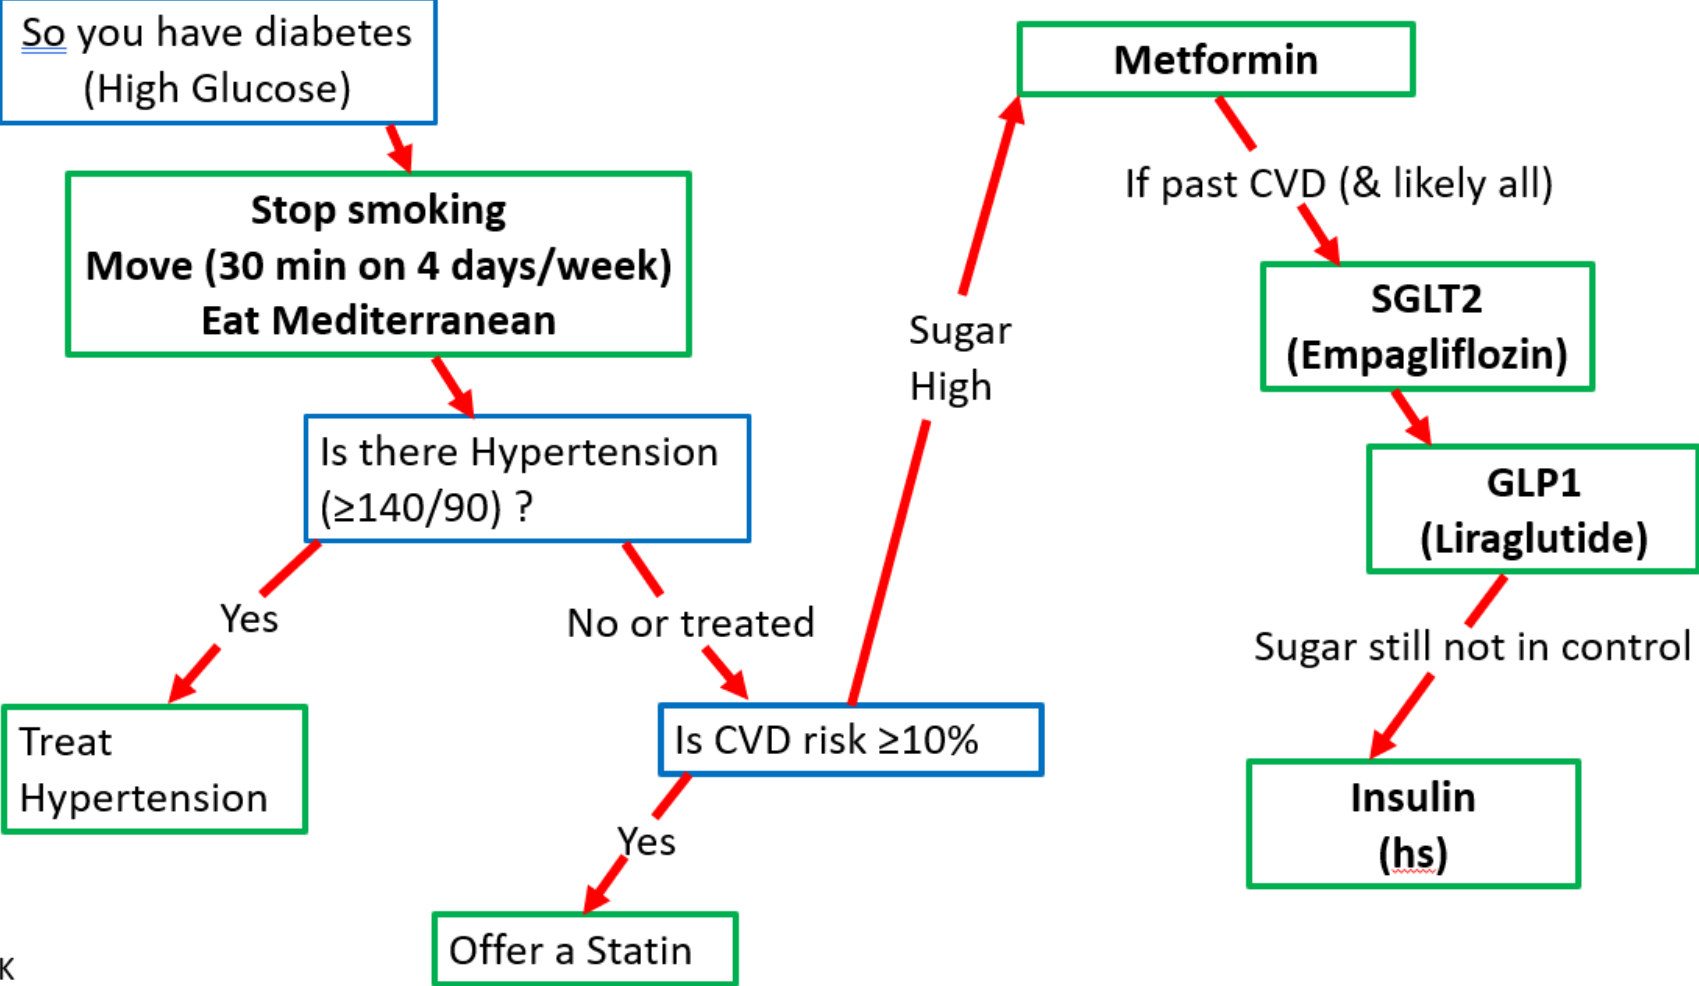 So you have diabetes
(High Glucose)
Stop smoking
Move (30 min on 4 days/week)
Eat Mediterranean
Is there Hypertension
(≥140/90) ?
Yes
No or treated
Treat
Hypertension
Is CVD risk ≥10%
Yes
Offer a Statin
Sugar
High
Metformin
If past CVD (& likely all)
SGLT2
(Empagliflozin)
GLP1
(Liraglutide)
Sugar still not in control
Insulin
(hs)
K